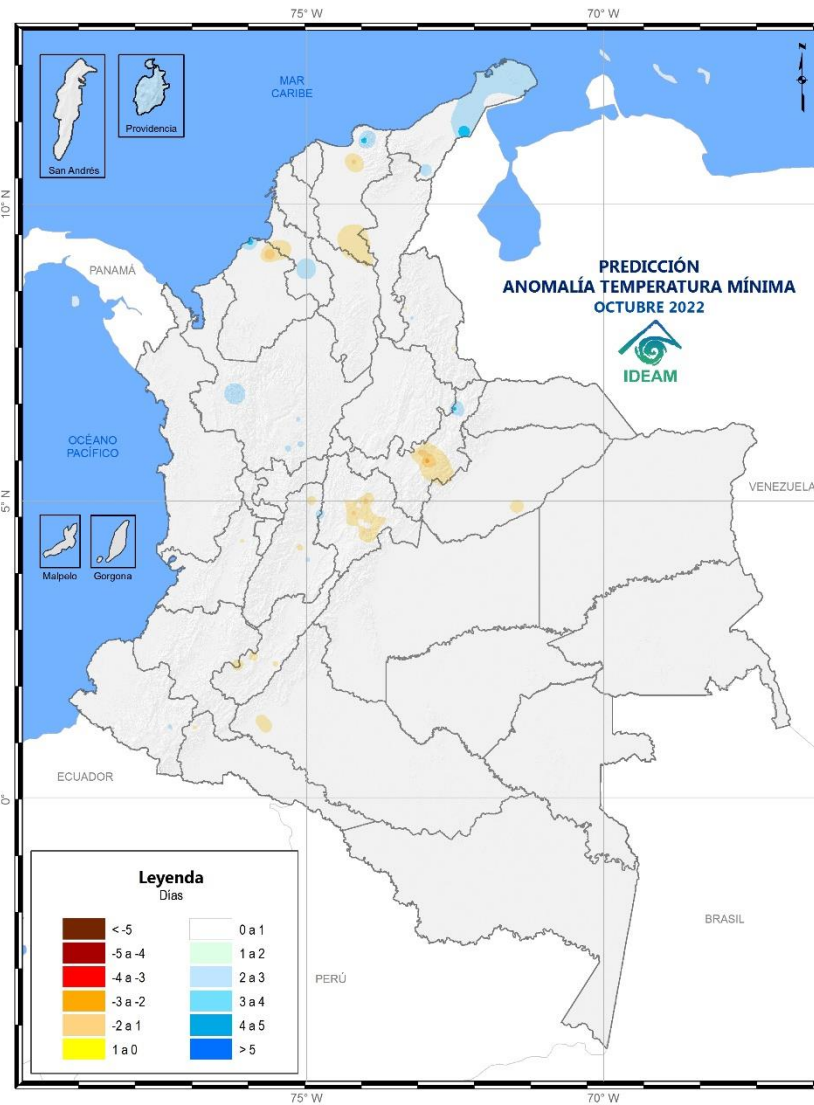 75° W
70° W
N
MAR
CARIBE
San Andrés
Providencia
10° N
PANAMÁ
PREDICCIÓN
ANOMALÍA TEMPERATURA MÍNIMA
OCTUBRE 2022
IDEAM
OCÉANO
PACÍFICO
VENEZUELA
5° N
Malpelo
Gorgona
ECUADOR
0°
Leyenda
Días
< -5
0 a 1
-5 a -4
1 a 2
-4 a -3
2 a 3
-3 a -2
3 a 4
-2 a 1
4 a 5
1 a 0
> 5
BRASIL
PERÚ
75° W
70° W